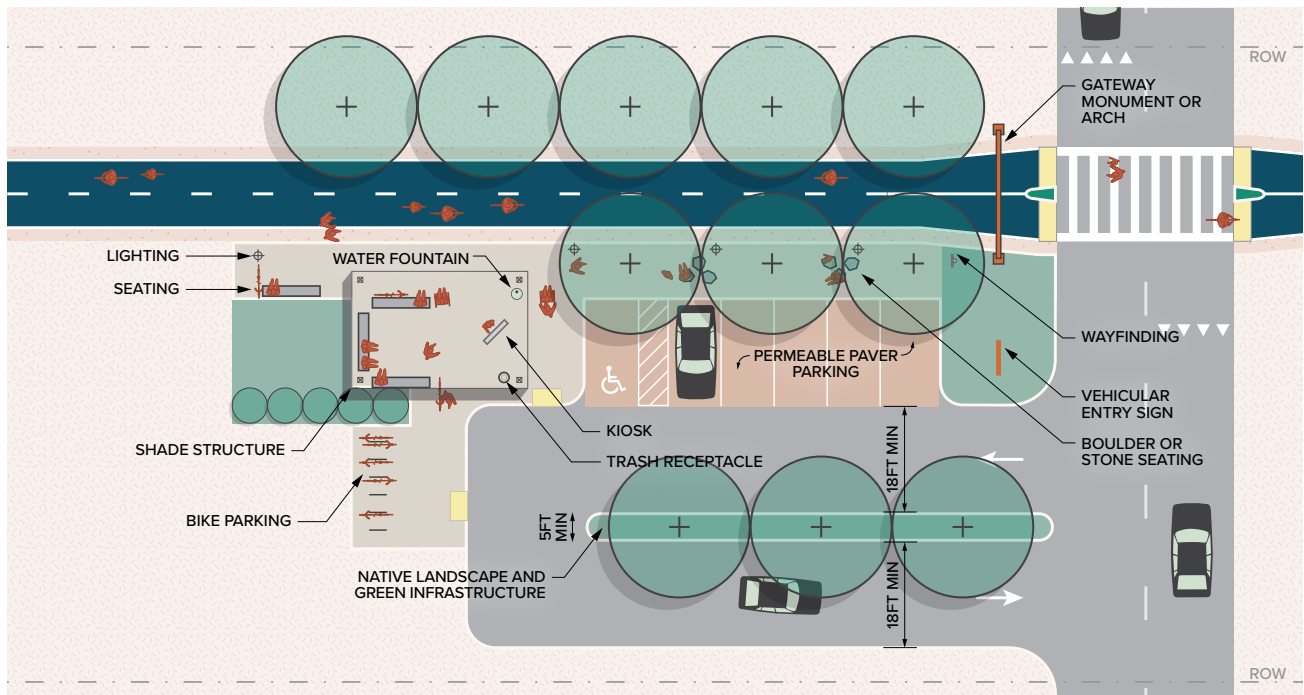 ROW
GATEWAY
MONUMENT OR
ARCH
LIGHTING
WATER FOUNTAIN
SEATING
WAYFINDING
PERMEABLE PAVER
PARKING
VEHICULAR
ENTRY SIGN
KIOSK
BOULDER OR
STONE SEATING
SHADE STRUCTURE
TRASH RECEPTACLE
18FT MIN
BIKE PARKING
5FT
MIN
NATIVE LANDSCAPE AND
GREEN INFRASTRUCTURE
18FT MIN
ROW